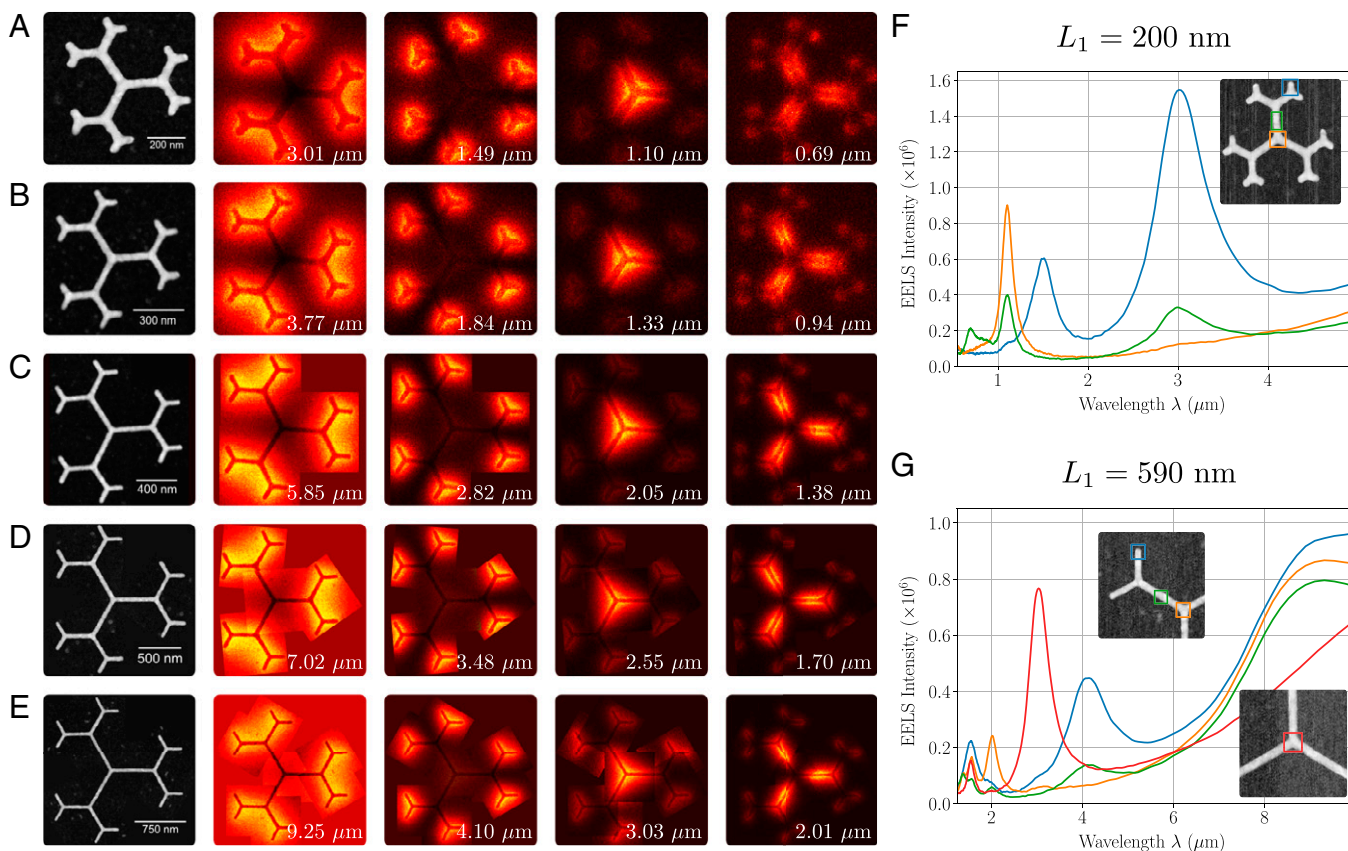 A
200 nm
3.01 μm
1.49 μm
1.10 μm
0.69 μm
B
300 nm
3.77 μm
1.84 μm
1.33 μm
0.94 μm
C
400 nm
5.85 μm
2.82 μm
2.05 μm
1.38 μm
D
500 nm
7.02 μm
3.48 μm
2.55 μm
1.70 μm
E
750 nm
9.25 μm
4.10 μm
3.03 μm
2.01 μm
F
L₁ = 200 nm
EELS Intensity (×10⁶)
1.6
1.4
1.2
1.0
0.8
0.6
0.4
0.2
0.0
1 2 3 4
Wavelength λ (μm)
G
L₁ = 590 nm
EELS Intensity (×10⁶)
1.0
0.8
0.6
0.4
0.2
0.0
2 4 6 8
Wavelength λ (μm)